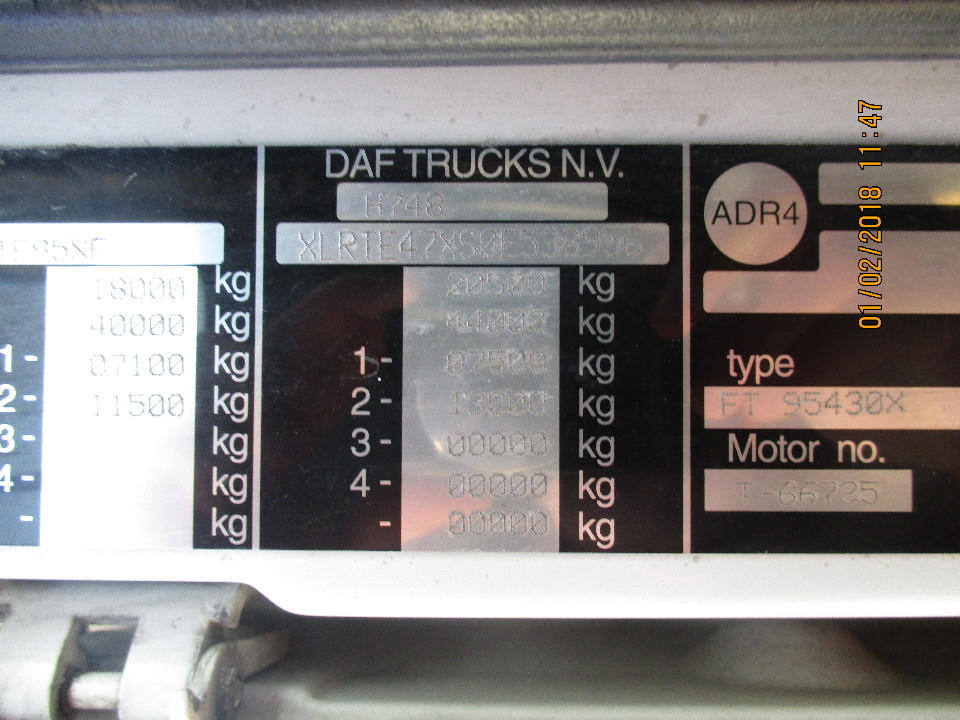 18000 kg
40000 kg
1- 07100 kg
2- 11500 kg
3- kg
4- kg
- kg
DAF TRUCKS N.V.
H748
XLRTE47XS0E538956
20500 kg
44000 kg
1- 07500 kg
2- 13000 kg
3- 00000 kg
4- 00000 kg
- 00000 kg
ADR4
type
FT 95430X
Motor no.
T-66735
01/02/2018 11:47